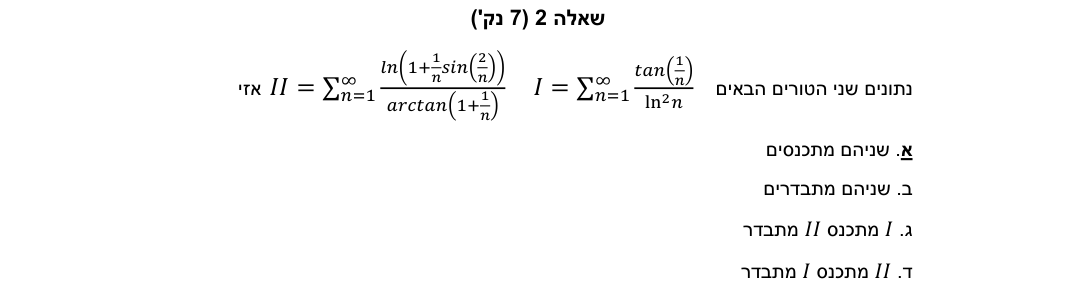 שאלה 2 (7 נק')
נתונים שני הטורים הבאים I = ∑_{n=1}^{∞} tan(1/n) / ln²n   II = ∑_{n=1}^{∞} ln(1+1/n sin(2/n)) / arctan(1+1/n) אזי
א. שניהם מתכנסים
ב. שניהם מתבדרים
ג. I מתכנס II מתבדר
ד. II מתכנס I מתבדר